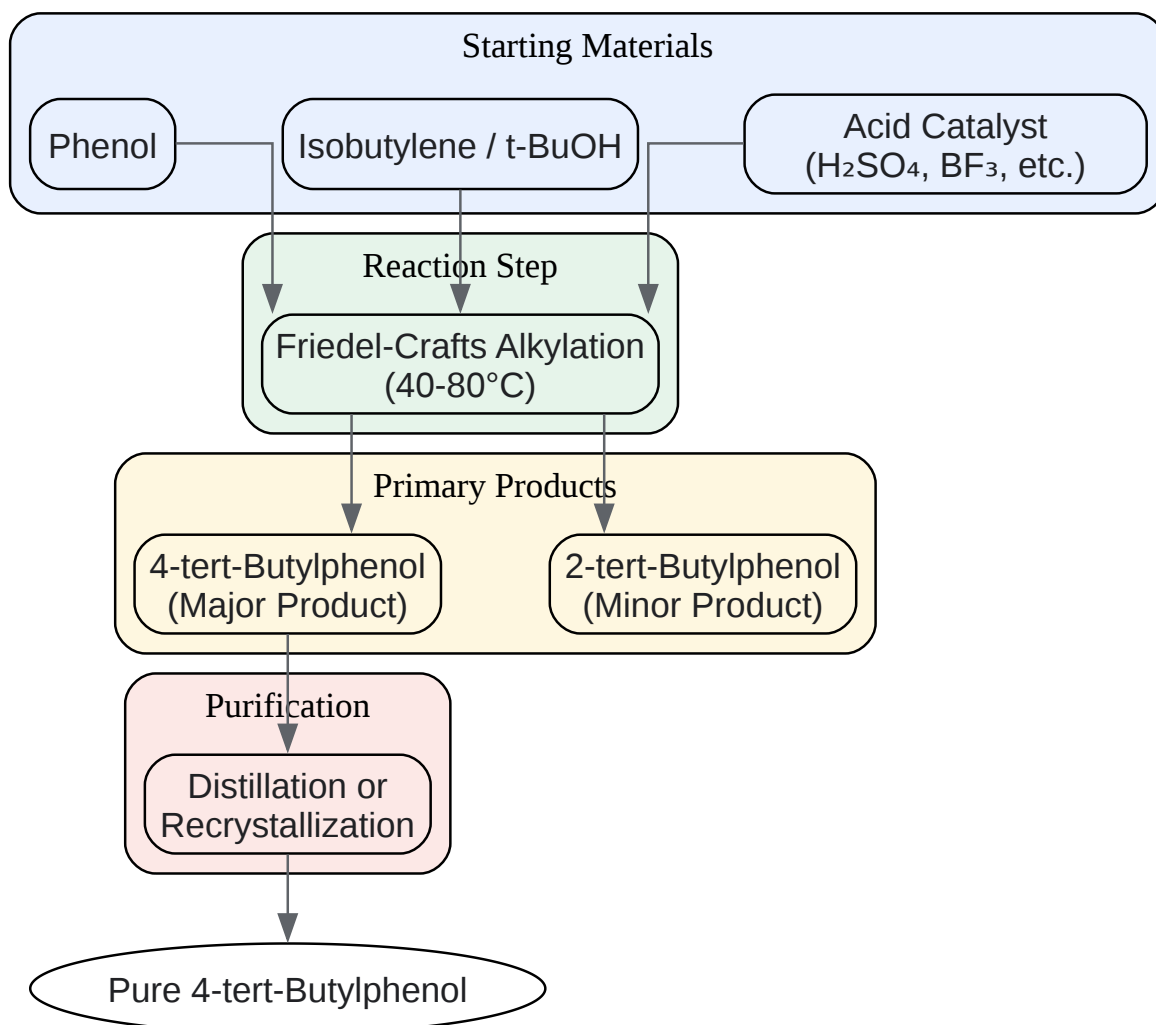 Starting Materials
Phenol
Isobutylene / t-BuOH
Acid Catalyst
(H₂SO₄, BF₃, etc.)
Reaction Step
Friedel-Crafts Alkylation
(40-80°C)
Primary Products
4-tert-Butylphenol
(Major Product)
2-tert-Butylphenol
(Minor Product)
Purification
Distillation or
Recrystallization
Pure 4-tert-Butylphenol